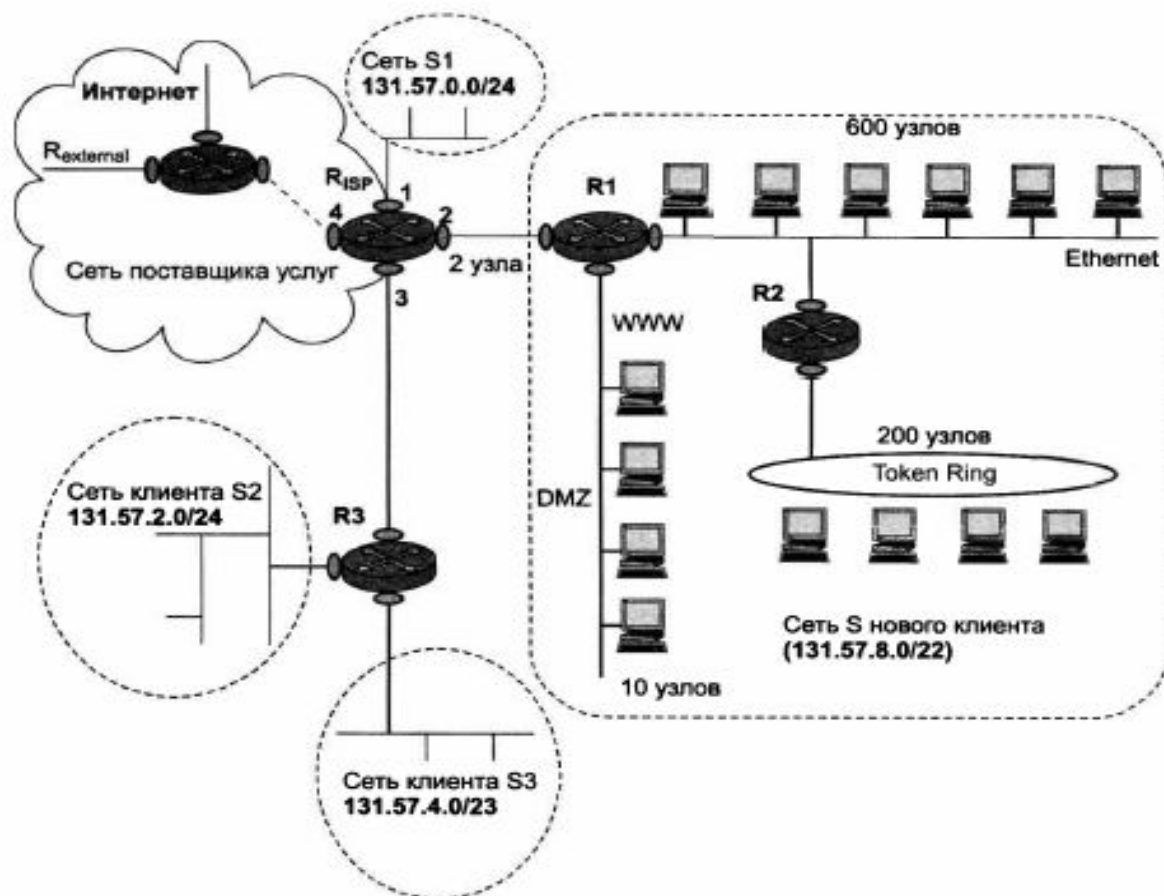 Сеть S1
131.57.0.0/24
Интернет
Rexternal
RISP
1
2
4
3
Сеть поставщика услуг
2 узла
R1
600 узлов
Ethernet
R2
WWW
DMZ
10 узлов
200 узлов
Token Ring
Сеть S нового клиента
(131.57.8.0/22)
Сеть клиента S2
131.57.2.0/24
R3
Сеть клиента S3
131.57.4.0/23